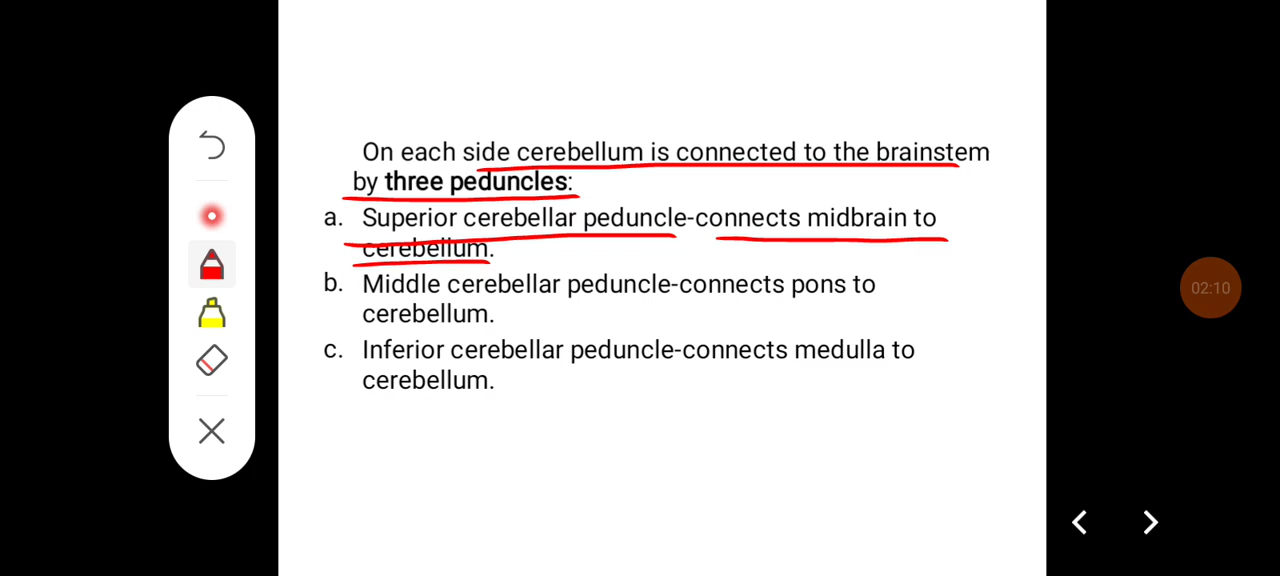 On each side cerebellum is connected to the brainstem
by three peduncles:
a. Superior cerebellar peduncle-connects midbrain to
cerebellum.
b. Middle cerebellar peduncle-connects pons to
cerebellum.
c. Inferior cerebellar peduncle-connects medulla to
cerebellum.
02:10